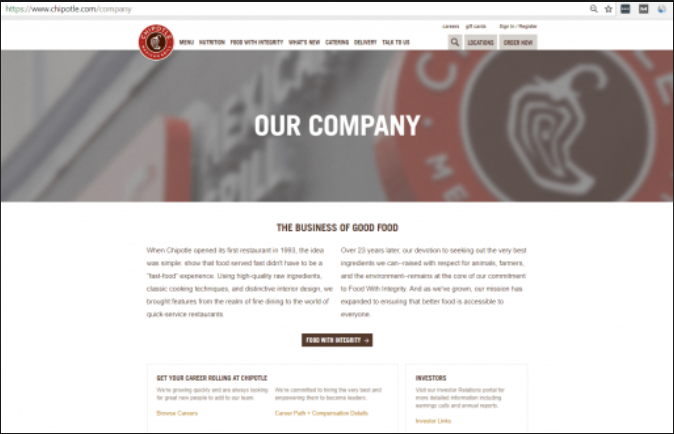 https://www.chipotle.com/company
careers gift cards Sign In / Register
CHIPOTLE
MENU NUTRITION FOOD WITH INTEGRITY WHAT'S NEW CATERING DELIVERY TALK TO US
LOCATIONS ORDER NOW
MEXICAN
GRILL
OUR COMPANY
THE BUSINESS OF GOOD FOOD
When Chipotle opened its first restaurant in 1993, the idea
was simple: show that food served fast didn't have to be a
"fast-food" experience. Using high-quality raw ingredients,
classic cooking techniques, and distinctive interior design, we
brought features from the realm of fine dining to the world of
quick-service restaurants.
Over 23 years later, our devotion to seeking out the very best
ingredients we can--raised with respect for animals, farmers,
and the environment--remains at the core of our commitment
to Food With Integrity. And as we've grown, our mission has
expanded to ensuring that better food is accessible to
everyone.
FOOD WITH INTEGRITY →
GET YOUR CAREER ROLLING AT CHIPOTLE
We're growing quickly and are always looking
for great new people to add to our team.
Browse Careers
We're committed to hiring the very best and
empowering them to become leaders.
Career Path + Compensation Details
INVESTORS
Visit our Investor Relations portal for
more detailed information including
earnings calls and annual reports.
Investor Links